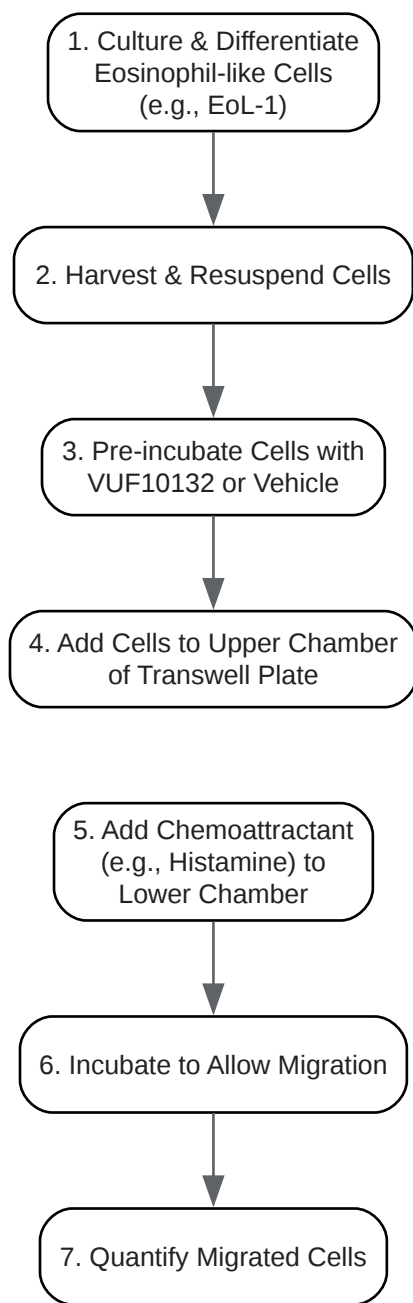 1. Culture & Differentiate
Eosinophil-like Cells
(e.g., EoL-1)
2. Harvest & Resuspend Cells
3. Pre-incubate Cells with
VUF10132 or Vehicle
4. Add Cells to Upper Chamber
of Transwell Plate
5. Add Chemoattractant
(e.g., Histamine) to
Lower Chamber
6. Incubate to Allow Migration
7. Quantify Migrated Cells